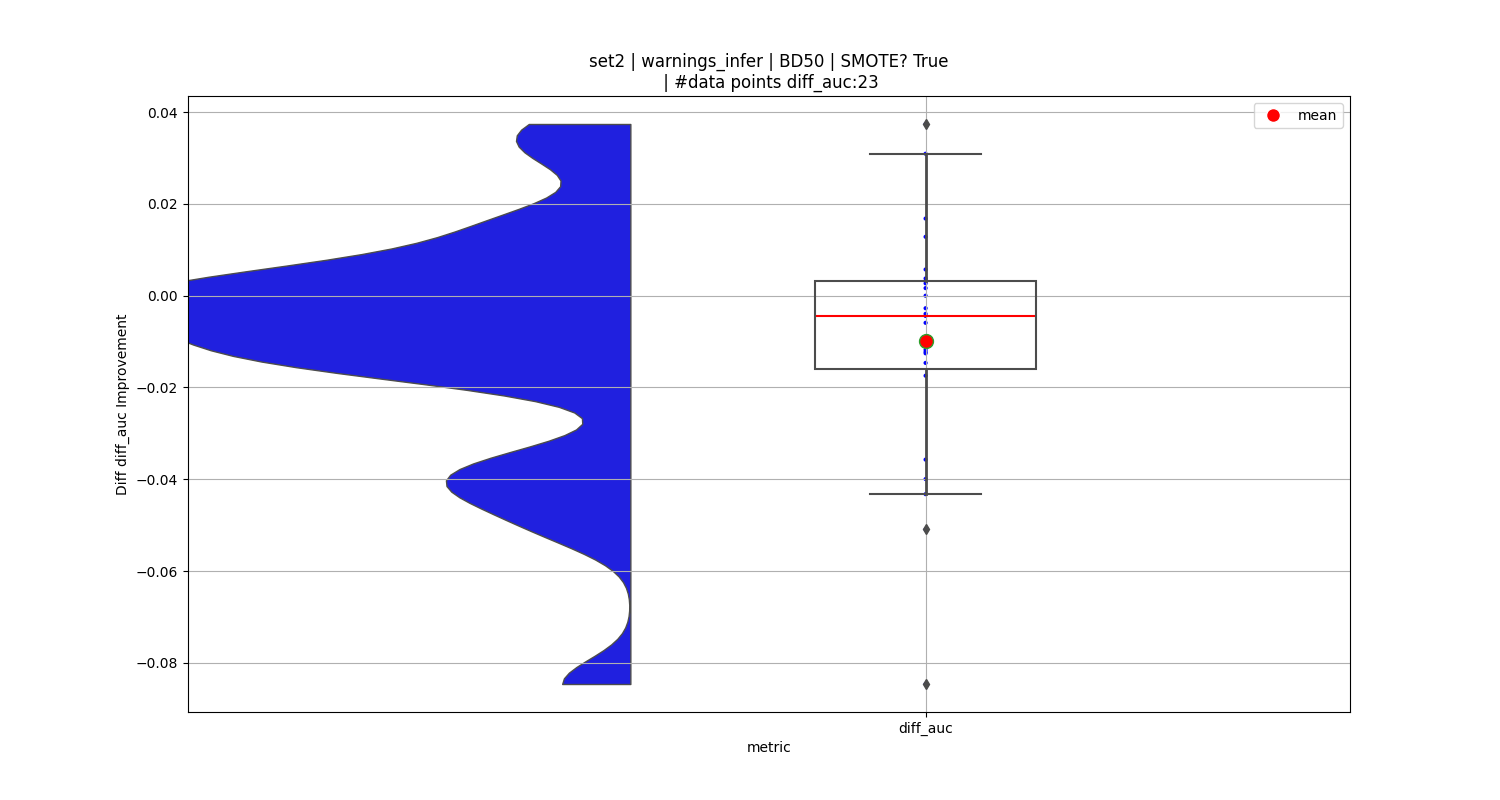 set2 | warnings_infer | BD50 | SMOTE? True
| #data points diff_auc:23
mean
0.04
0.02
0.00
−0.02
−0.04
−0.06
−0.08
Diff diff_auc Improvement
diff_auc
metric